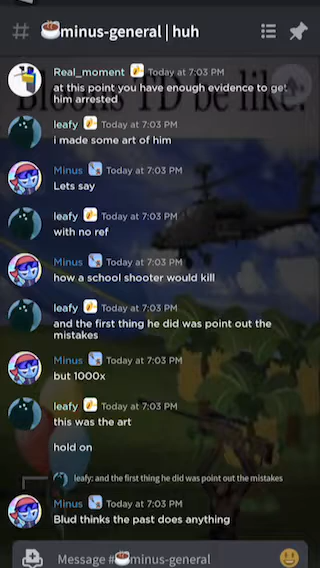 # ☕minus-general | huh
Bloons TD be like:
Real_moment Today at 7:03 PM
at this point you have enough evidence to get
him arrested
leafy Today at 7:03 PM
i made some art of him
Minus Today at 7:03 PM
Lets say
leafy Today at 7:03 PM
with no ref
Minus Today at 7:03 PM
how a school shooter would kill
leafy Today at 7:03 PM
and the first thing he did was point out the
mistakes
Minus Today at 7:03 PM
but 1000x
leafy Today at 7:03 PM
this was the art
hold on
leafy: and the first thing he did was point out the mistakes
Minus Today at 7:03 PM
Blud thinks the past does anything
Message #☕minus-general